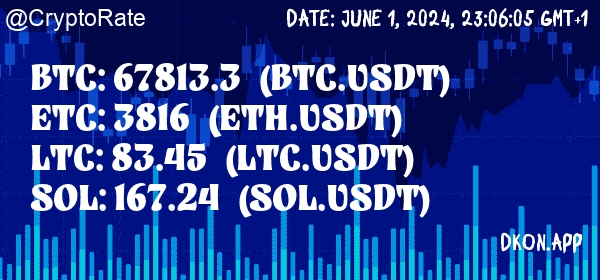 @CryptoRate
DATE: JUNE 1, 2024, 23:06:05 GMT+1
BTC: 67813.3 (BTC.USDT)
ETC: 3816 (ETH.USDT)
LTC: 83.45 (LTC.USDT)
SOL: 167.24 (SOL.USDT)
DKON.APP